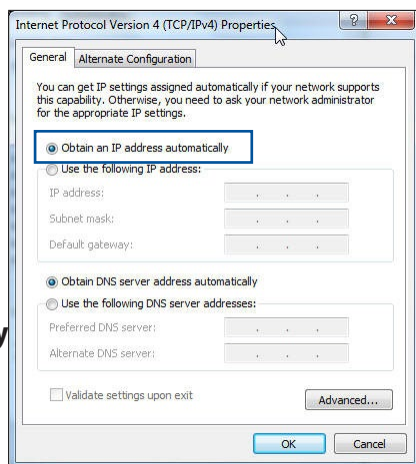 Internet Protocol Version 4 (TCP/IPv4) Properties
General Alternate Configuration
You can get IP settings assigned automatically if your network supports
this capability. Otherwise, you need to ask your network administrator
for the appropriate IP settings.
Obtain an IP address automatically
Use the following IP address:
IP address:
Subnet mask:
Default gateway:
Obtain DNS server address automatically
Use the following DNS server addresses:
y
Preferred DNS server:
Alternate DNS server:
Validate settings upon exit
Advanced...
OK Cancel